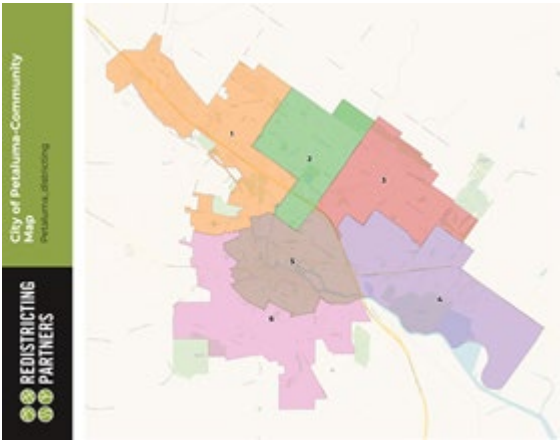 City of Petaluma-Community
Map
Petaluma_districting
REDISTRICTING
PARTNERS
1
2
3
4
5
6